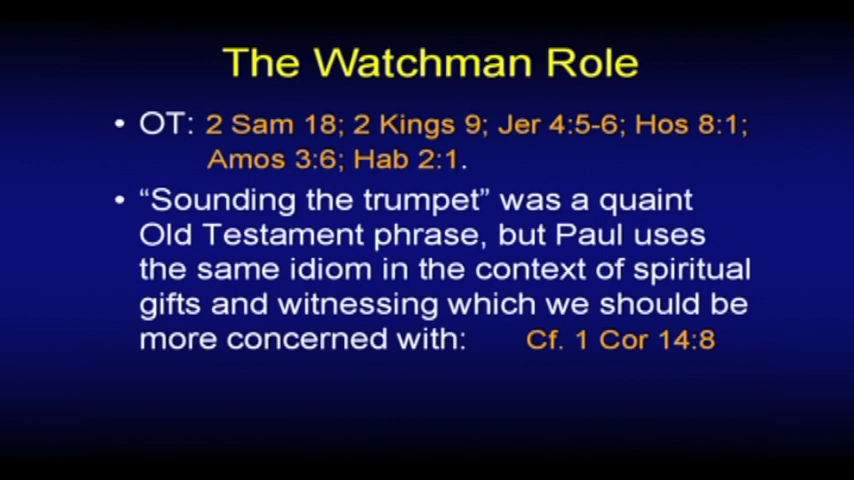 The Watchman Role
• OT: 2 Sam 18; 2 Kings 9; Jer 4:5-6; Hos 8:1;
Amos 3:6; Hab 2:1.
• “Sounding the trumpet” was a quaint
Old Testament phrase, but Paul uses
the same idiom in the context of spiritual
gifts and witnessing which we should be
more concerned with: Cf. 1 Cor 14:8